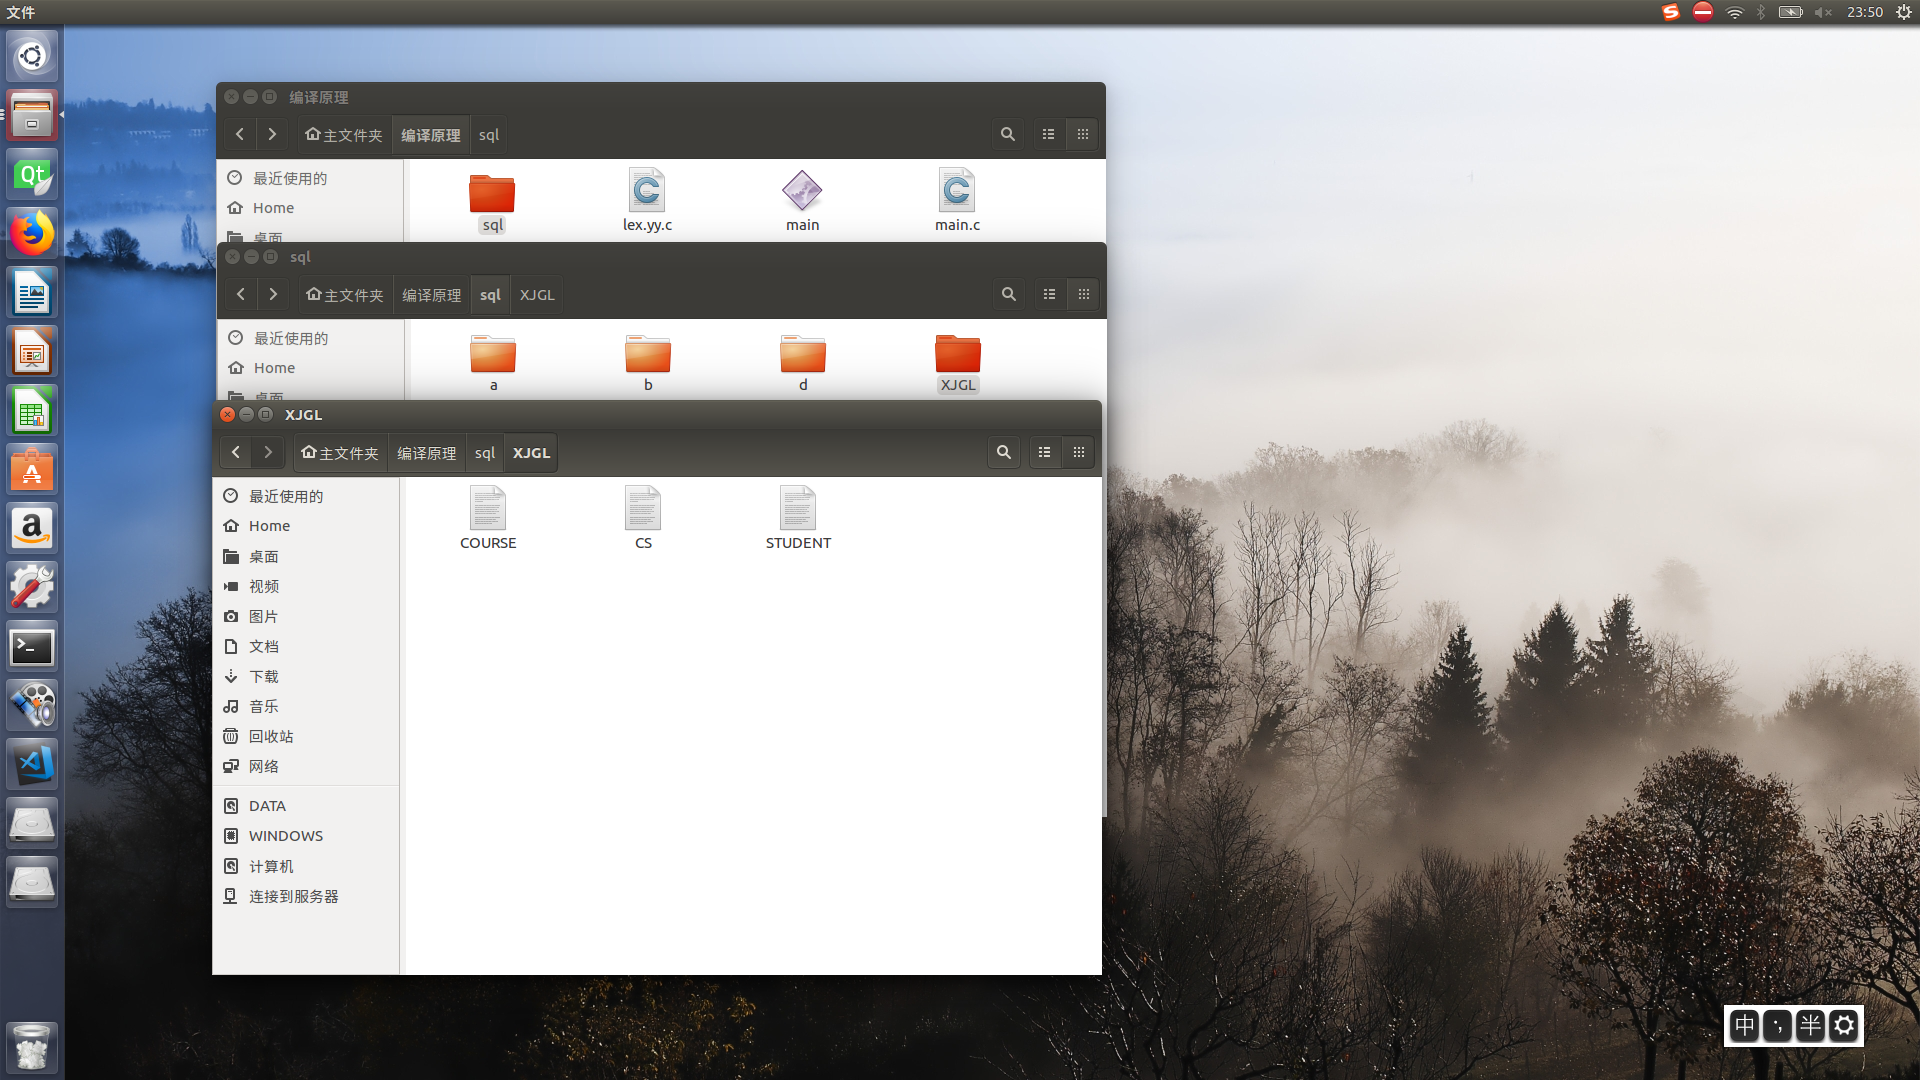 文件
23:50
编译原理
主文件夹 编译原理 sql
最近使用的
Home
桌面
sql lex.yy.c main main.c
sql
主文件夹 编译原理 sql XJGL
最近使用的
Home
桌面
a b d XJGL
XJGL
主文件夹 编译原理 sql XJGL
最近使用的
Home
桌面
视频
图片
文档
下载
音乐
回收站
网络
DATA
WINDOWS
计算机
连接到服务器
COURSE CS STUDENT
Qt
中 ·, 半